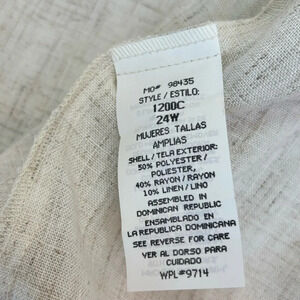 MO# 98435
STYLE / ESTILO:
1200C
24W
MUJERES TALLAS
AMPLIAS
SHELL / TELA EXTERIOR:
50% POLYESTER /
POLIESTER,
40% RAYON / RAYON
10% LINEN / LINO
ASSEMBLED IN
DOMINICAN REPUBLIC
ENSAMBLADO EN
LA REPUBLICA DOMINICANA
SEE REVERSE FOR CARE
VER AL DORSO PARA
CUIDADO
WPL#9714